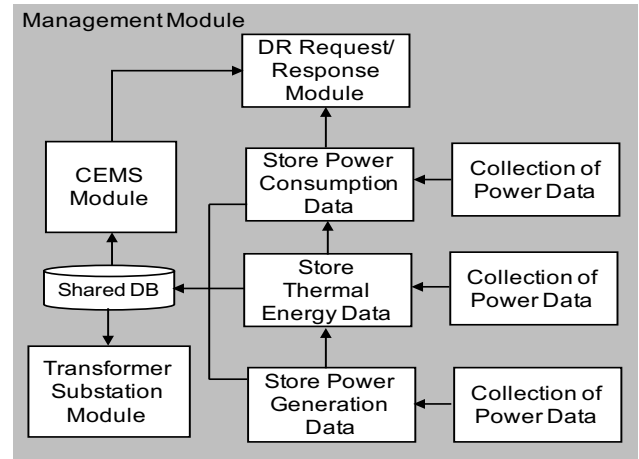 Management Module
DR Request/
Response
Module
CEMS
Module
Store Power
Consumption
Data
Collection of
Power Data
Shared DB
Store
Thermal
Energy Data
Collection of
Power Data
Transformer
Substation
Module
Store Power
Generation
Data
Collection of
Power Data